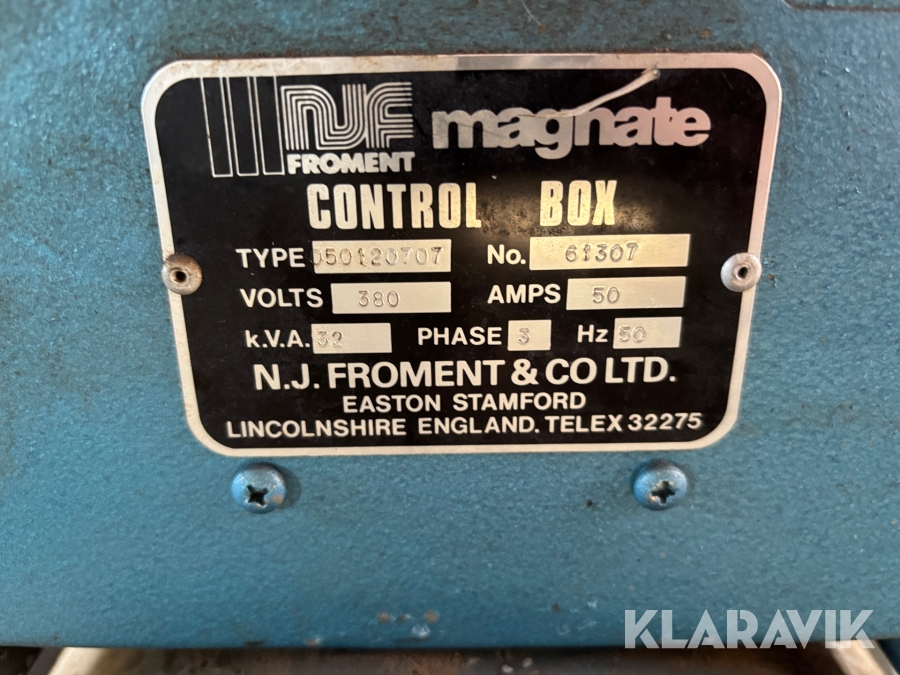 NJF magnate
FROMENT
CONTROL BOX
TYPE 050120707 No. 61307
VOLTS 380 AMPS 50
k.V.A. 32 PHASE 3 Hz 50
N.J. FROMENT & CO LTD.
EASTON STAMFORD
LINCOLNSHIRE ENGLAND. TELEX 32275
KLARAVIK